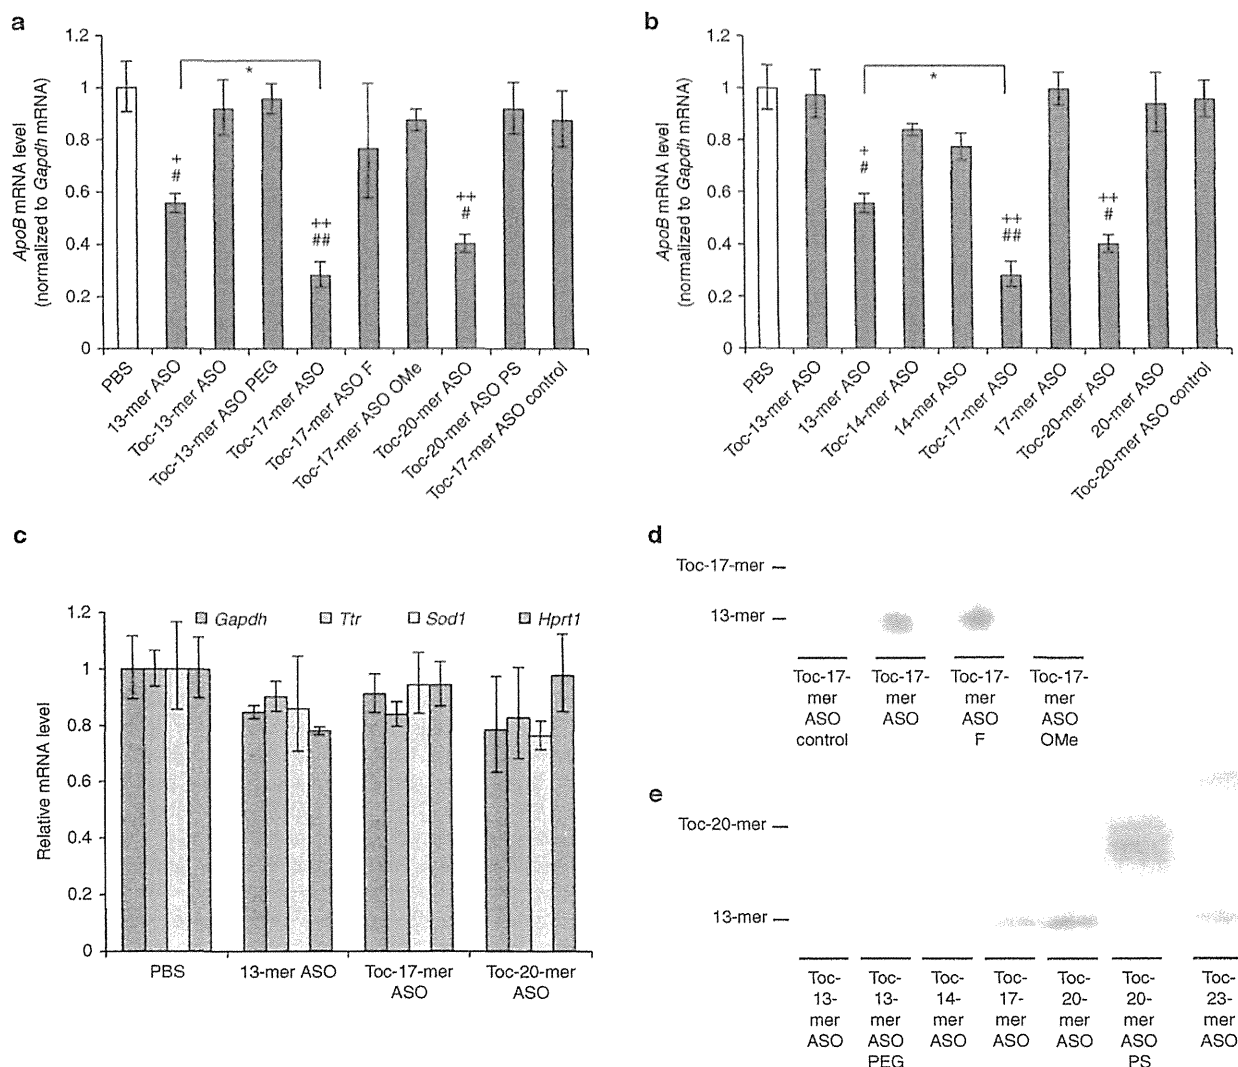 a
1.2
1
0.8
0.6
0.4
0.2
0
ApoB mRNA level
(normalized to Gapdh mRNA)
*
+
#
++
##
++
#
PBS
13-mer ASO
Toc-13-mer ASO
Toc-13-mer ASO PEG
Toc-17-mer ASO
Toc-17-mer ASO F
Toc-17-mer ASO OMe
Toc-20-mer ASO
Toc-20-mer ASO PS
Toc-17-mer ASO control
b
1.2
1
0.8
0.6
0.4
0.2
0
ApoB mRNA level
(normalized to Gapdh mRNA)
*
+
#
++
##
++
#
PBS
Toc-13-mer ASO
13-mer ASO
Toc-14-mer ASO
14-mer ASO
Toc-17-mer ASO
17-mer ASO
Toc-20-mer ASO
20-mer ASO
Toc-20-mer ASO control
c
1.2
1
0.8
0.6
0.4
0.2
0
Relative mRNA level
Gapdh Ttr Sod1 Hprt1
PBS
13-mer ASO
Toc-17-mer
ASO
Toc-20-mer
ASO
d
Toc-17-mer
13-mer
Toc-17-
mer
ASO
control
Toc-17-
mer
ASO
Toc-17-
mer
ASO
F
Toc-17-
mer
ASO
OMe
e
Toc-20-mer
13-mer
Toc-
13-
mer
ASO
Toc-
13-
mer
ASO
PEG
Toc-
14-
mer
ASO
Toc-
17-
mer
ASO
Toc-
20-
mer
ASO
Toc-
20-
mer
ASO
PS
Toc-
23-
mer
ASO